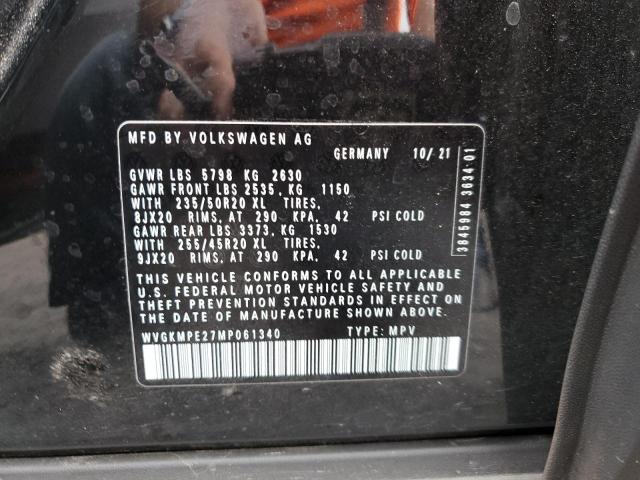 MFD BY VOLKSWAGEN AG
GERMANY 10/21
GVWR LBS 5798 KG 2630
GAWR FRONT LBS 2535, KG 1150
WITH 235/50R20 XL TIRES,
8JX20 RIMS, AT 290 KPA, 42 PSI COLD
GAWR REAR LBS 3373, KG 1530
WITH 255/45R20 XL TIRES,
9JX20 RIMS, AT 290 KPA, 42 PSI COLD
THIS VEHICLE CONFORMS TO ALL APPLICABLE
U.S. FEDERAL MOTOR VEHICLE SAFETY AND
THEFT PREVENTION STANDARDS IN EFFECT ON
THE DATE OF MANUFACTURE SHOWN ABOVE.
WVGKMPE27MP061340 TYPE: MPV
3845984 3634 01